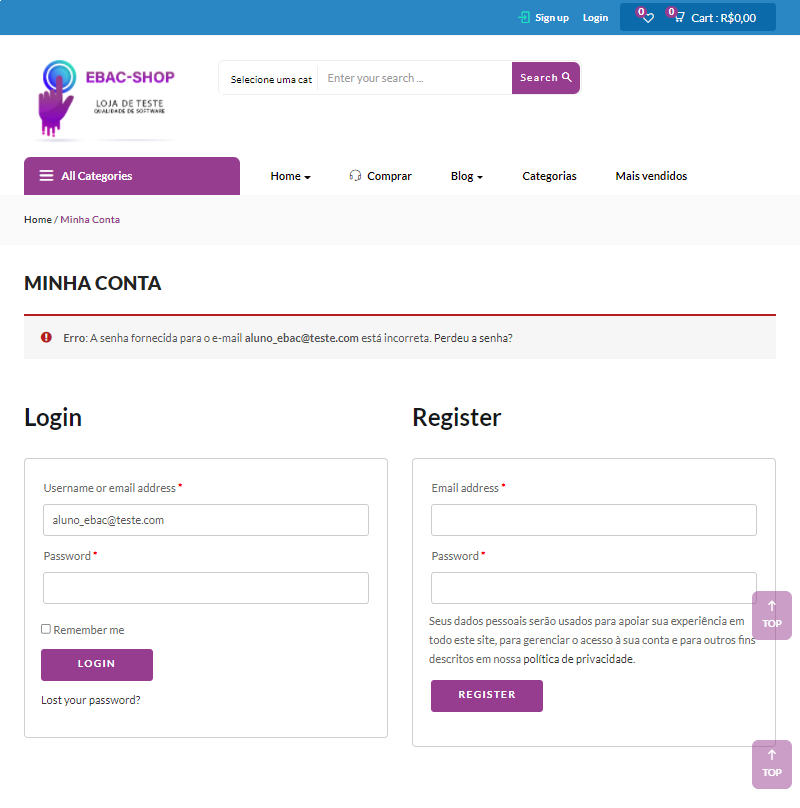 Sign up
Login
0
0
Cart : R$0,00
EBAC-SHOP
LOJA DE TESTE
QUALIDADE DE SOFTWARE
Selecione uma cat
Enter your search ...
Search
All Categories
Home
Comprar
Blog
Categorias
Mais vendidos
Home / Minha Conta
MINHA CONTA
Erro: A senha fornecida para o e-mail aluno_ebac@teste.com está incorreta. Perdeu a senha?
Login
Username or email address *
aluno_ebac@teste.com
Password *
Remember me
LOGIN
Lost your password?
Register
Email address *
Password *
Seus dados pessoais serão usados para apoiar sua experiência em
todo este site, para gerenciar o acesso à sua conta e para outros fins
descritos em nossa política de privacidade.
REGISTER
TOP
TOP